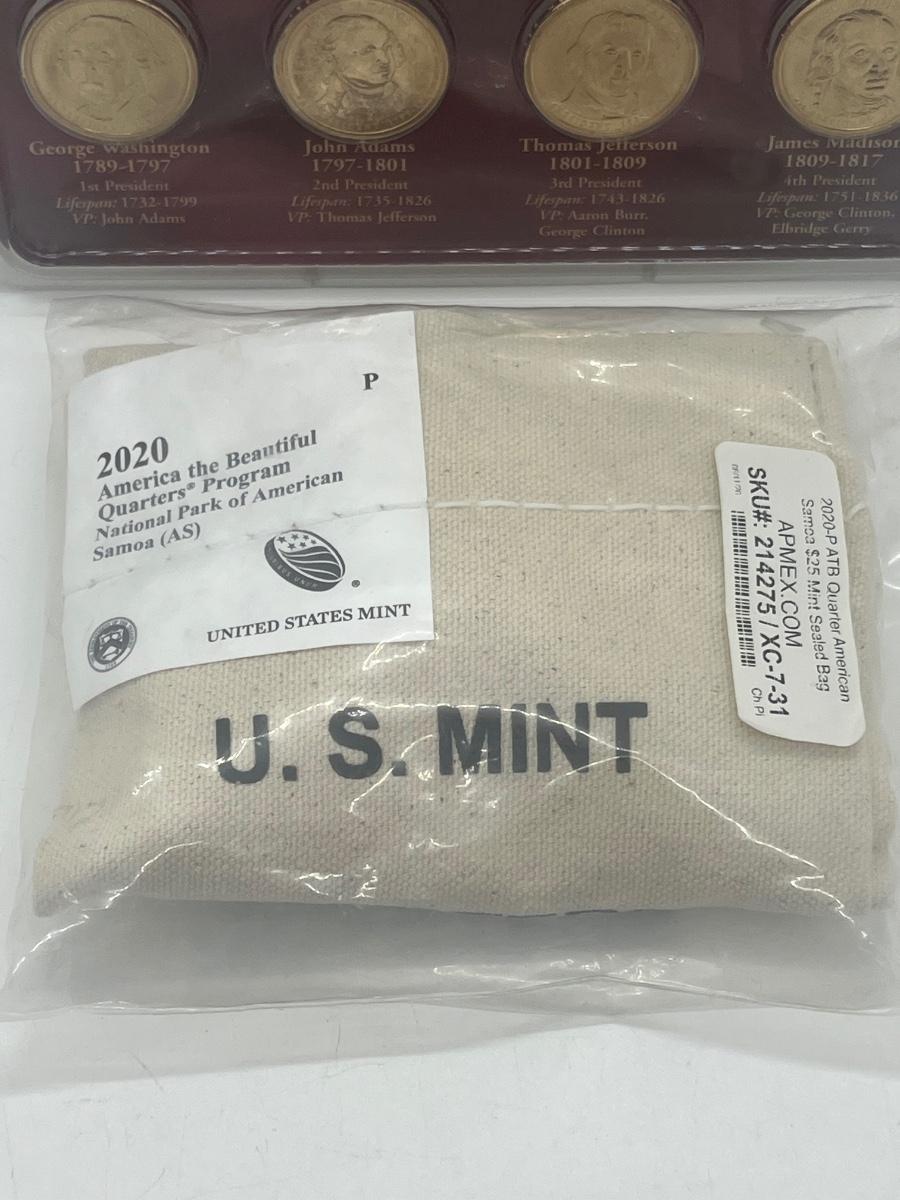 George Washington
1789-1797
1st President
Lifespan: 1732-1799
VP: John Adams
John Adams
1797-1801
2nd President
Lifespan: 1735-1826
VP: Thomas Jefferson
Thomas Jefferson
1801-1809
3rd President
Lifespan: 1743-1826
VP: Aaron Burr,
George Clinton
James Madison
1809-1817
4th President
Lifespan: 1751-1836
VP: George Clinton,
Elbridge Gerry
P
2020
America the Beautiful
Quarters® Program
National Park of American
Samoa (AS)
UNITED STATES MINT
U. S. MINT
2020-P ATB Quarter American
Samoa $25 Mint Sealed Bag
APMEX.COM
SKU#: 214275 / XC-7-31
Ch Pl